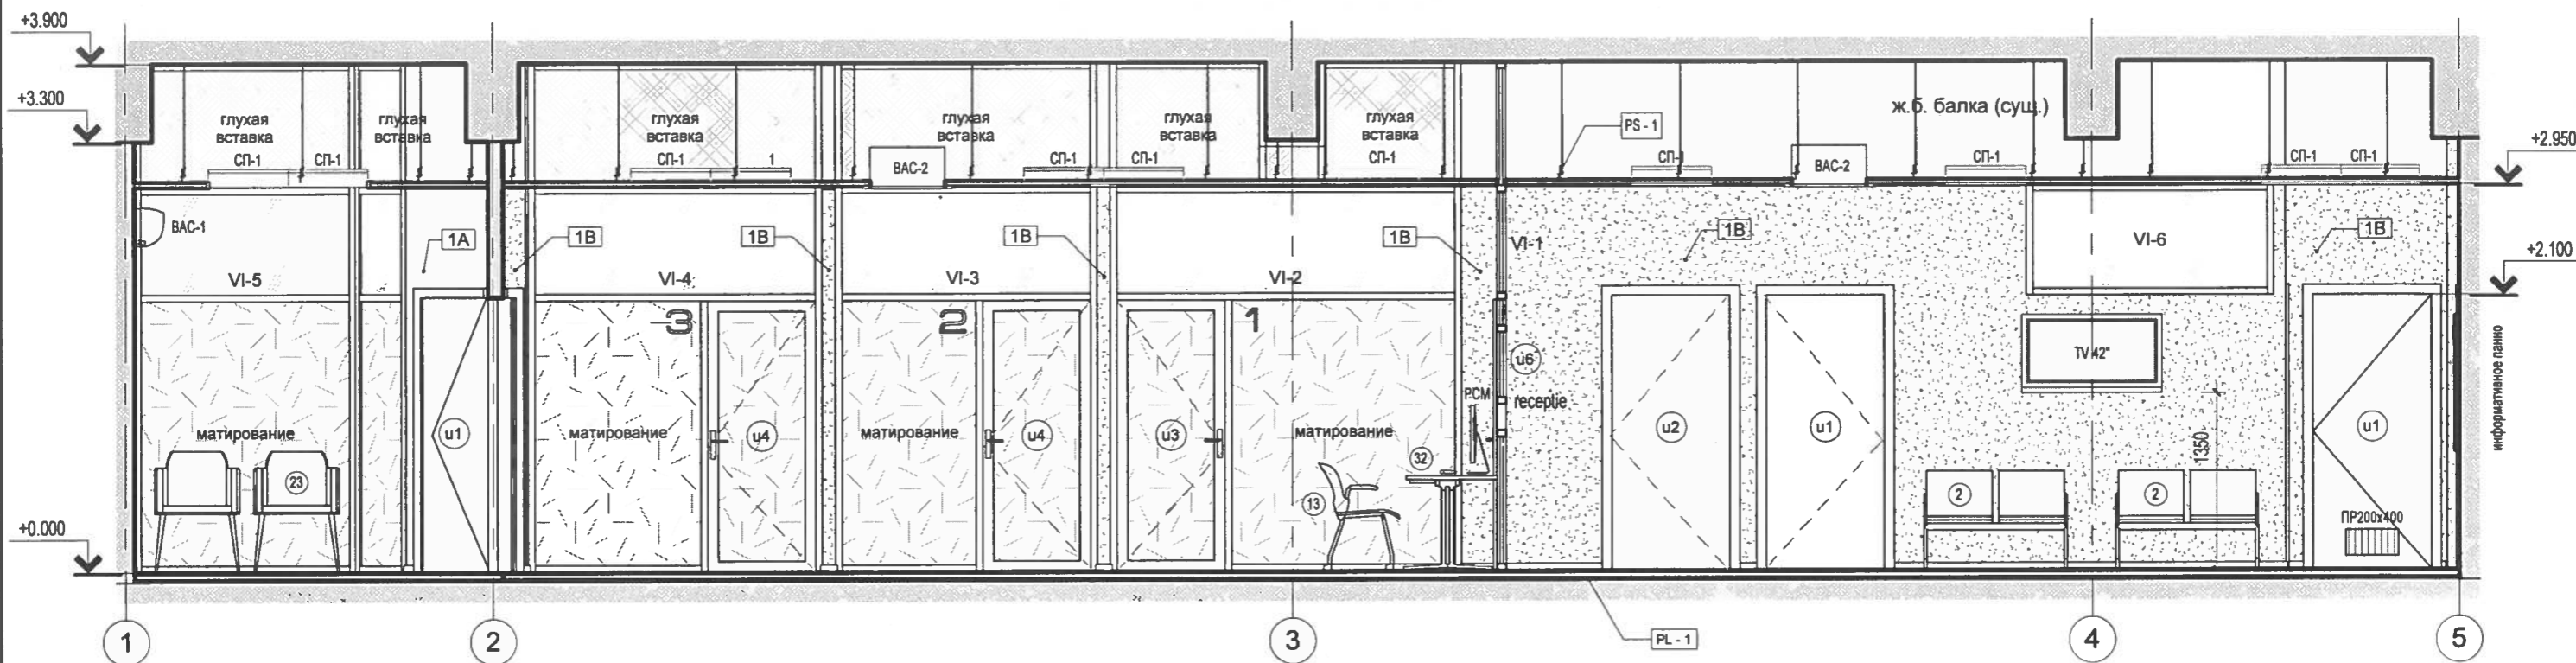 +3.900
+3.300
+0.000
глухая
вставка
глухая
вставка
глухая
вставка
глухая
вставка
глухая
вставка
глухая
вставка
ж.б. балка (сущ.)
PS - 1
+2.950
+2.100
СП-1
СП-1
СП-1
1
ВАС-2
СП-1
СП-1
СП-1
СП-1
ВАС-2
СП-1
СП-1
СП-1
ВАС-1
1А
1В
1В
1В
1В
VI-1
1В
VI-6
1В
VI-5
VI-4
VI-3
VI-2
3
2
1
u6
TV 42"
информативное панно
PCM
receptie
матирование
u1
матирование
u4
матирование
u4
u3
матирование
u2
u1
u1
1350
23
32
13
2
2
ПР200х400
PL - 1
1
2
3
4
5